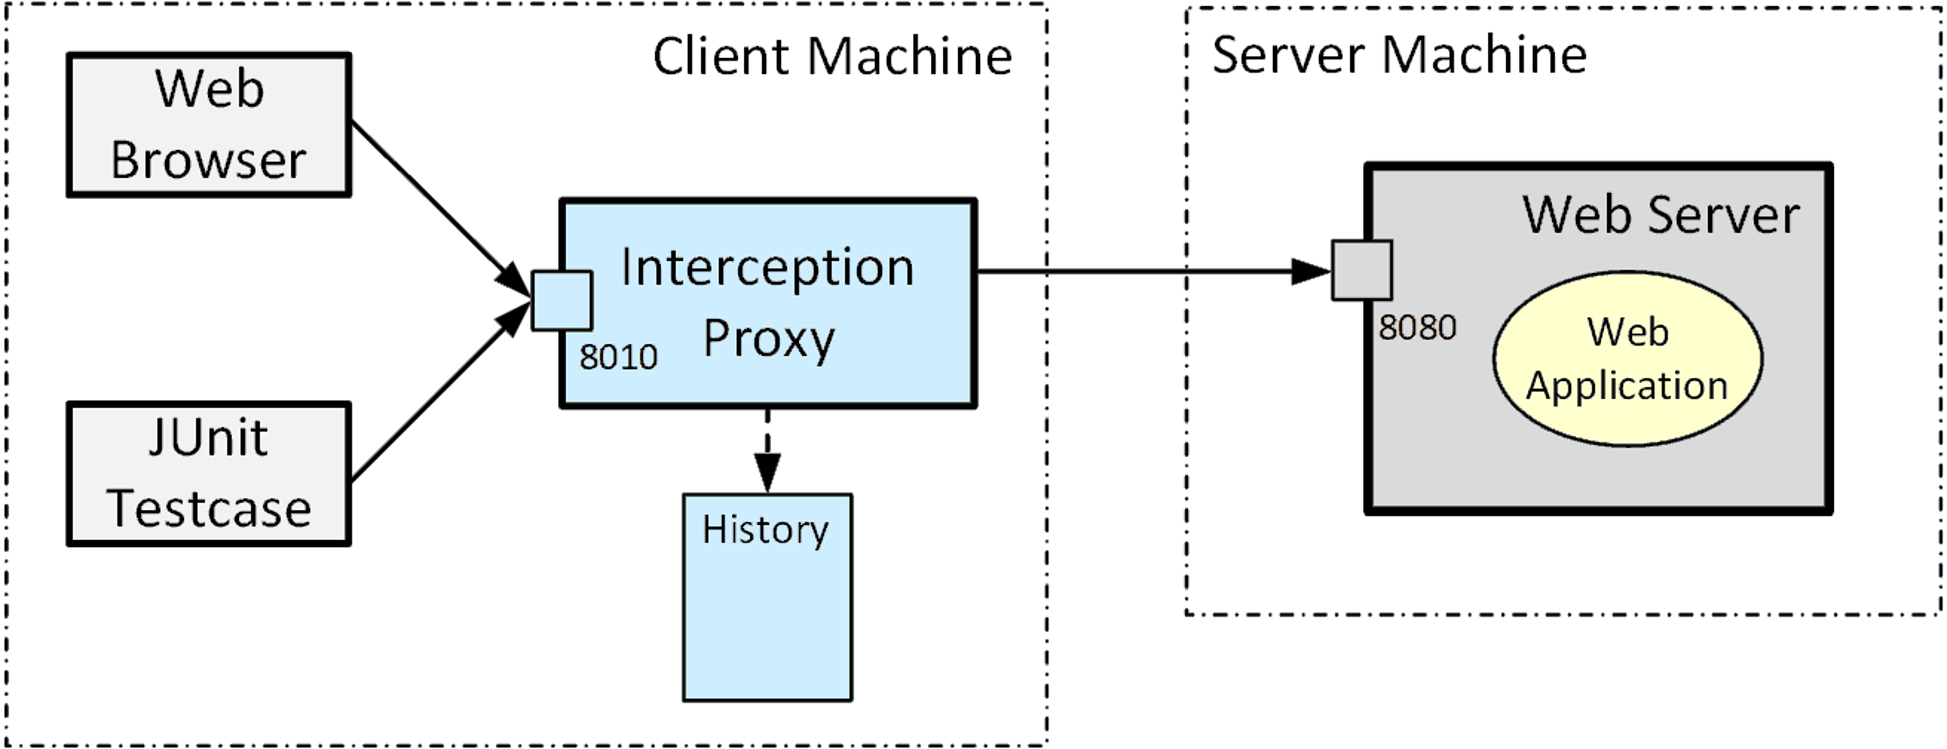 Client Machine
Web
Browser
JUnit
Testcase
Interception
Proxy
8010
History
Server Machine
Web Server
8080
Web
Application